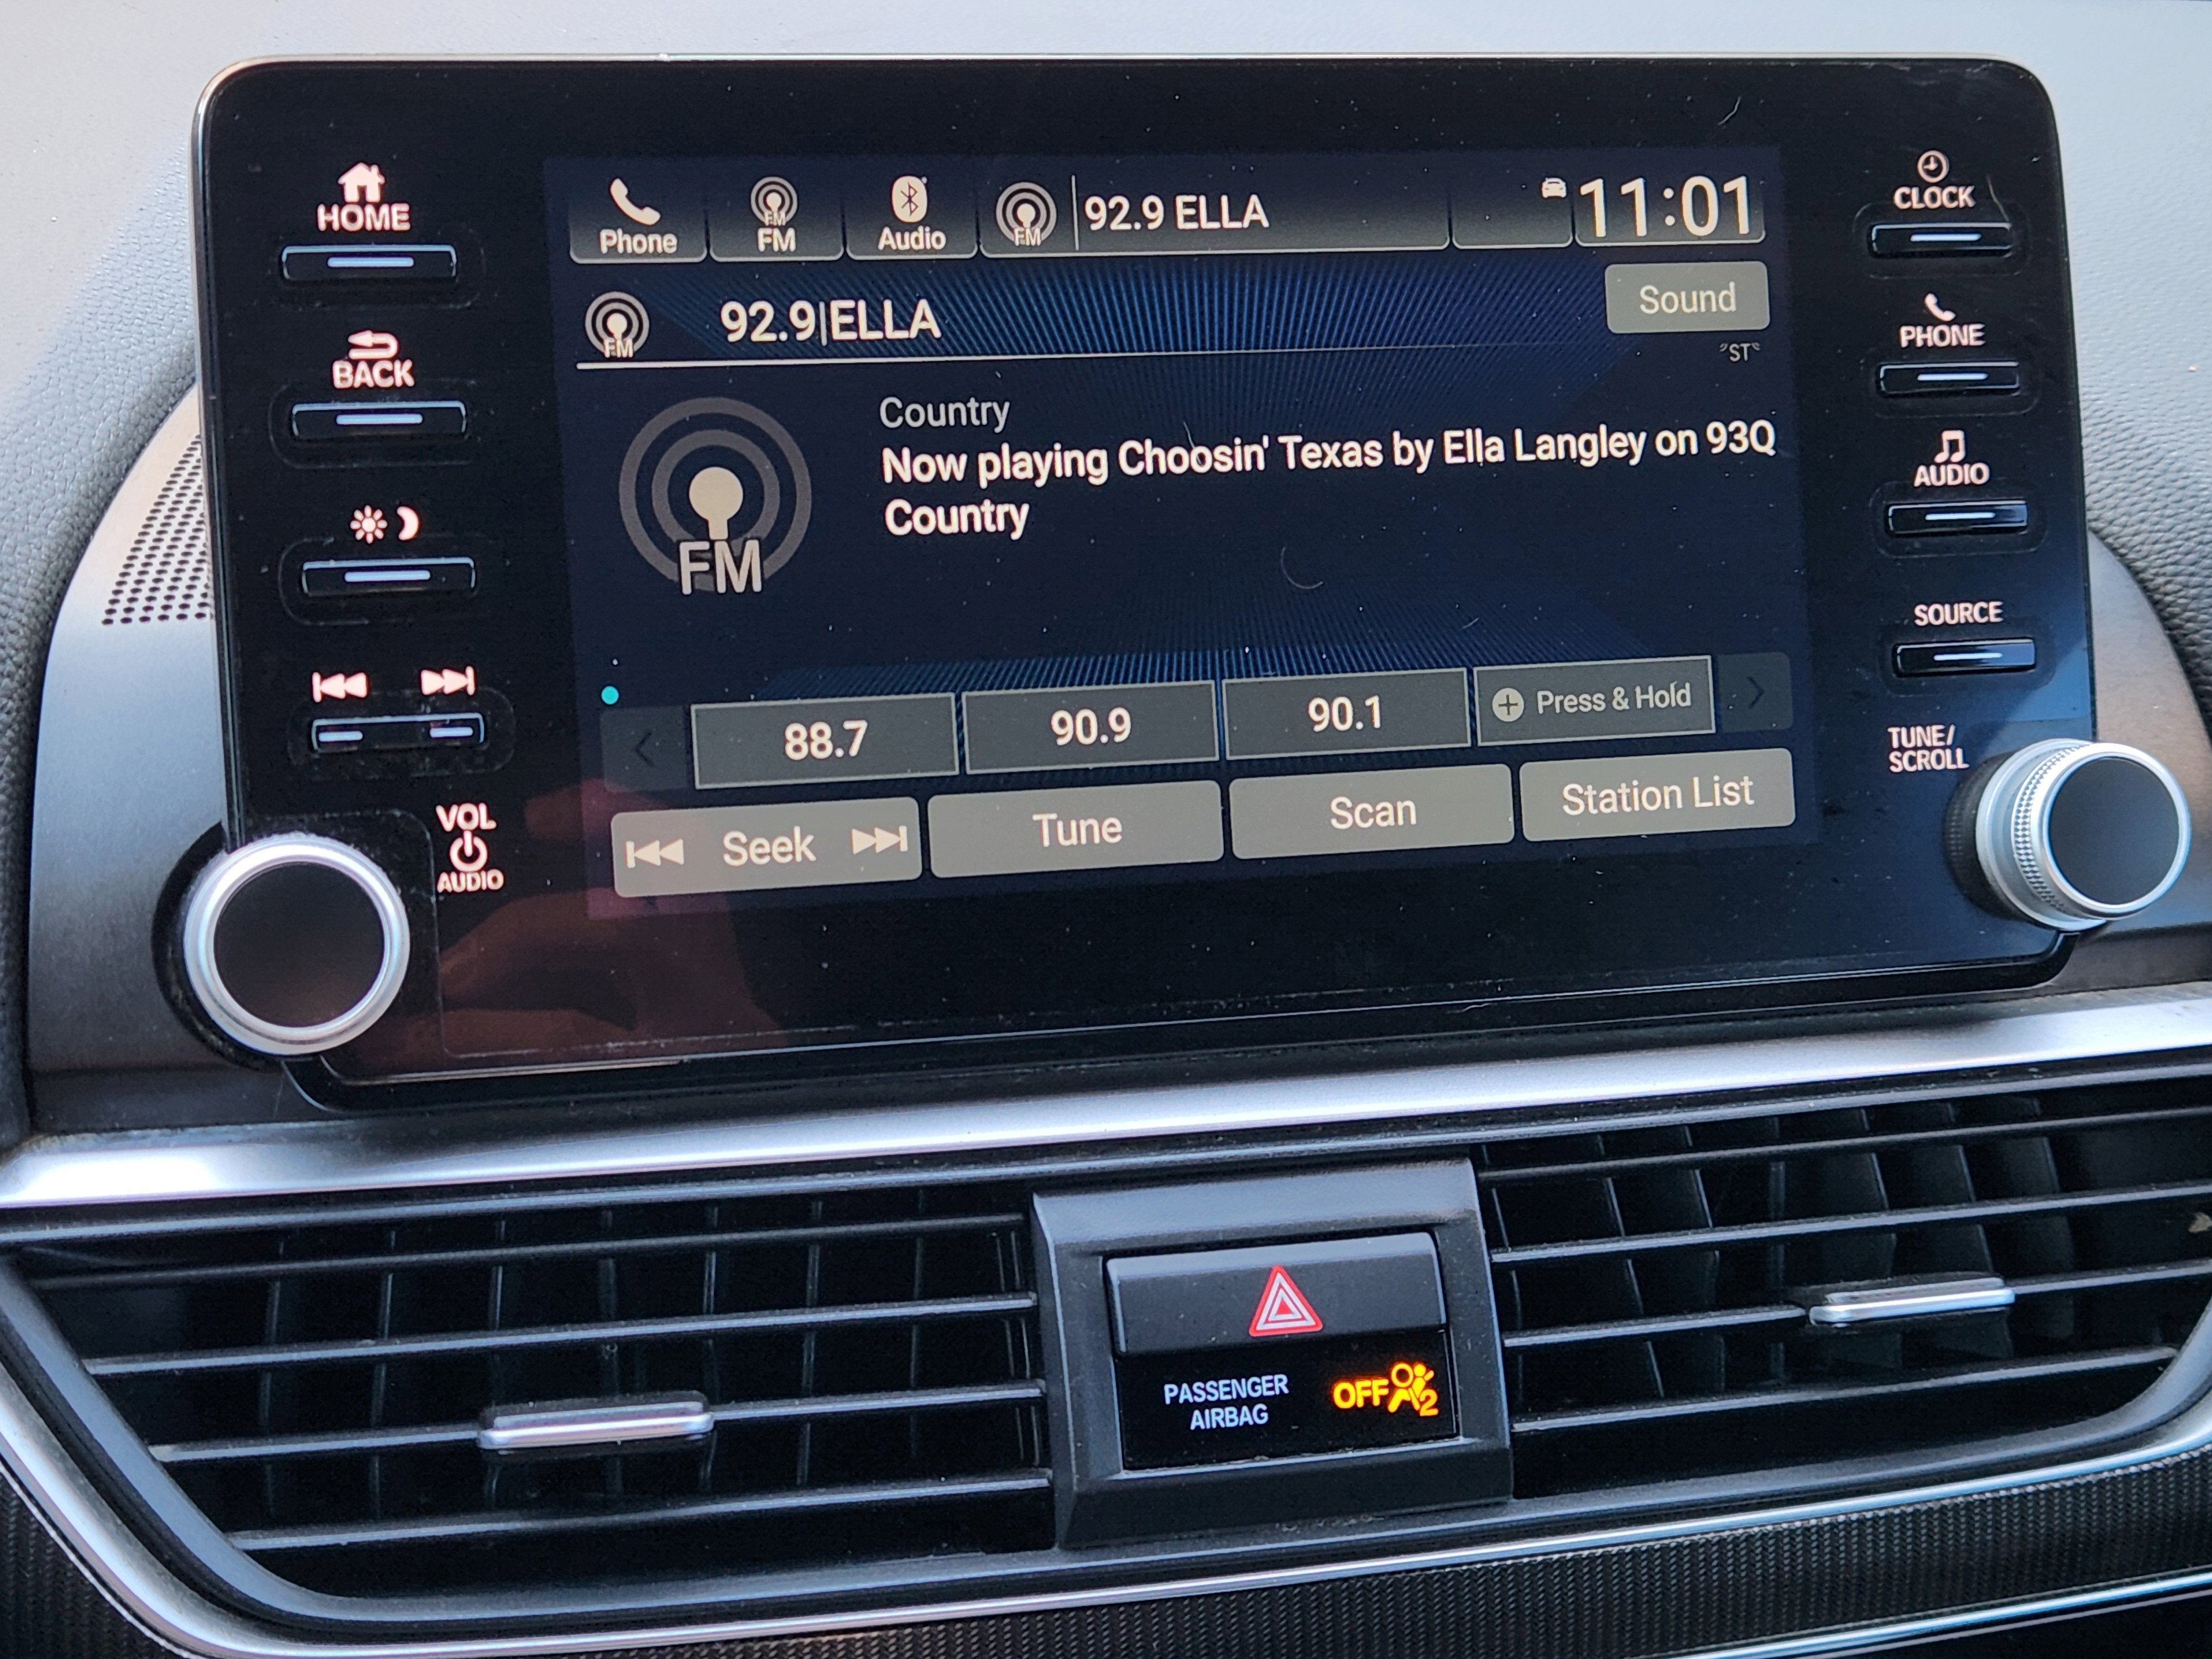 HOME
BACK
VOL
AUDIO
Phone
FM
FM
Audio
FM
92.9 ELLA
11:01
FM
92.9|ELLA
Sound
ST
FM
Country
Now playing Choosin' Texas by Ella Langley on 93Q
Country
88.7
90.9
90.1
Press & Hold
Seek
Tune
Scan
Station List
CLOCK
PHONE
AUDIO
SOURCE
TUNE/
SCROLL
PASSENGER
AIRBAG
OFF
2